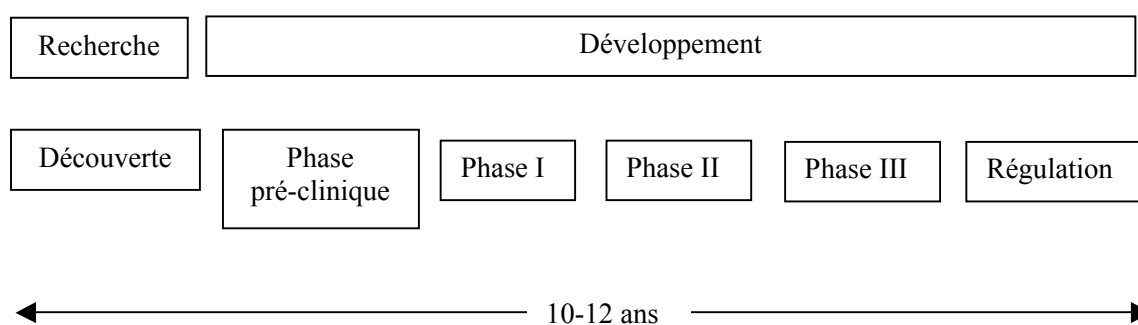 Recherche
Développement
Découverte
Phase
pré-clinique
Phase I
Phase II
Phase III
Régulation
10-12 ans